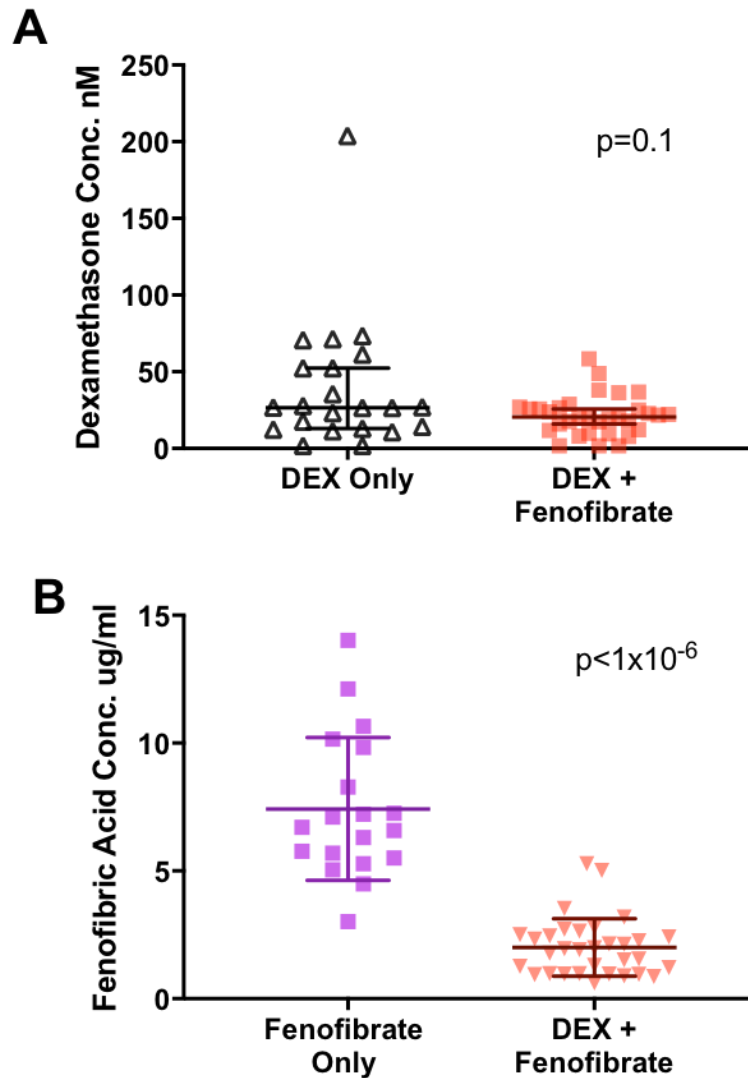 A
Dexamethasone Conc. nM
250
200
150
100
50
0
p=0.1
DEX Only
DEX +
Fenofibrate
B
Fenofibric Acid Conc. ug/ml
15
10
5
0
p<1x10⁻⁶
Fenofibrate
Only
DEX +
Fenofibrate